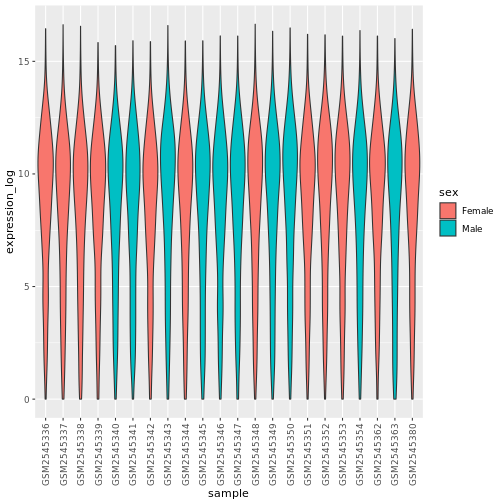 15
10
5
0
expression_log
GSM2545336
GSM2545337
GSM2545338
GSM2545339
GSM2545340
GSM2545341
GSM2545342
GSM2545343
GSM2545344
GSM2545345
GSM2545346
GSM2545347
GSM2545348
GSM2545349
GSM2545350
GSM2545351
GSM2545352
GSM2545353
GSM2545354
GSM2545362
GSM2545363
GSM2545380
sample
sex
Female
Male